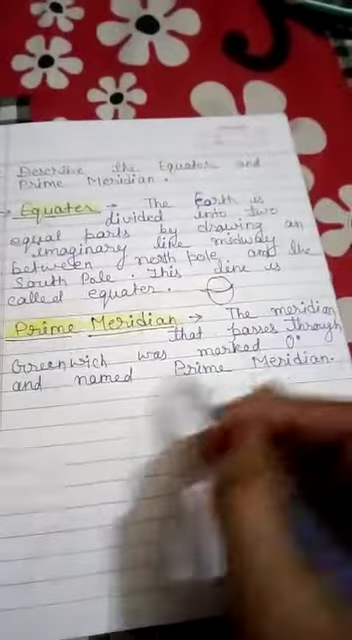 Describe the Equator and
Prime Meridian.
Equater → The Earth is
divided into two
equal parts by drawing an
imaginary line midway
between north pole and the
South Pole. This line is
called equater.
Prime Meridian → The meridian
that passes through
Greenwich was marked 0°
and named Prime Meridian.